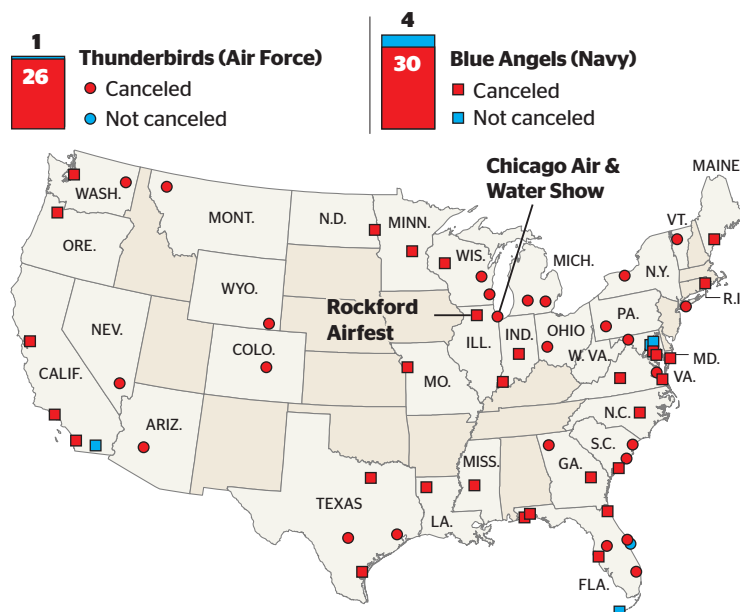 1
26
Thunderbirds (Air Force)
Canceled
Not canceled
4
30
Blue Angels (Navy)
Canceled
Not canceled
Chicago Air &
Water Show
MAINE
WASH.
MONT.
N.D.
MINN.
VT.
ORE.
WIS.
MICH.
N.Y.
WYO.
R.I
Rockford
Airfest
PA.
NEV.
ILL.
IND.
OHIO
COLO.
W. VA.
MD.
CALIF.
MO.
VA.
N.C.
ARIZ.
S.C.
MISS.
GA.
TEXAS
LA.
FLA.